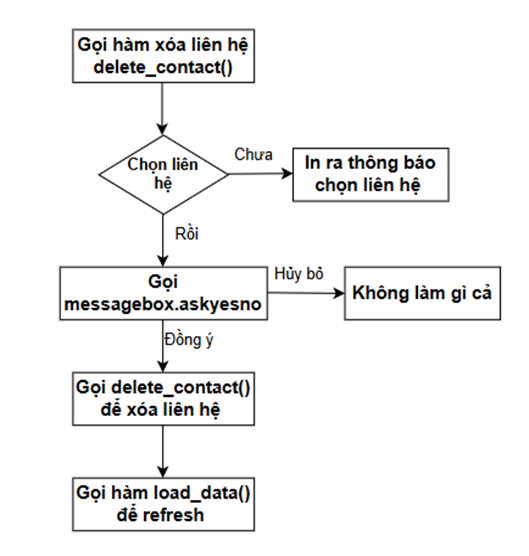 Gọi hàm xóa liên hệ
delete_contact()
Chọn liên
hệ
Chưa
In ra thông báo
chọn liên hệ
Rồi
Gọi
messagebox.askyesno
Hủy bỏ
Không làm gì cả
Đồng ý
Gọi delete_contact()
để xóa liên hệ
Gọi hàm load_data()
để refresh